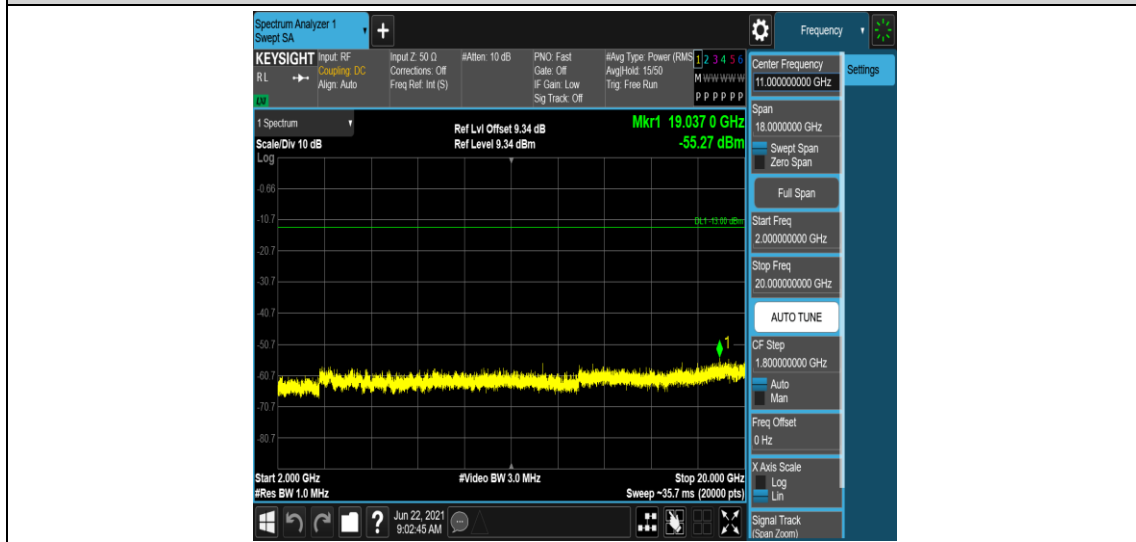 Spectrum Analyzer 1
Swept SA
+
Frequency
KEYSIGHT
RL
LXI
Input: RF
Coupling: DC
Align: Auto
Input Z: 50 Ω
Corrections: Off
Freq Ref: Int (S)
#Atten: 10 dB
PNO: Fast
Gate: Off
IF Gain: Low
Sig Track: Off
#Avg Type: Power (RMS
Avg|Hold: 15/50
Trig: Free Run
1 2 3 4 5 6
M W W W W W
P P P P P P
1 Spectrum
Scale/Div 10 dB
Ref Lvl Offset 9.34 dB
Ref Level 9.34 dBm
Mkr1 19.037 0 GHz
-55.27 dBm
Log
-0.66
-10.7
DL1 -13.00 dBm
-20.7
-30.7
-40.7
-50.7
1
-60.7
-70.7
-80.7
Start 2.000 GHz
#Res BW 1.0 MHz
#Video BW 3.0 MHz
Stop 20.000 GHz
Sweep ~35.7 ms (20000 pts)
Center Frequency
11.000000000 GHz
Settings
Span
18.0000000 GHz
Swept Span
Zero Span
Full Span
Start Freq
2.000000000 GHz
Stop Freq
20.000000000 GHz
AUTO TUNE
CF Step
1.800000000 GHz
Auto
Man
Freq Offset
0 Hz
X Axis Scale
Log
Lin
Signal Track
(Span Zoom)
?
Jun 22, 2021
9:02:45 AM